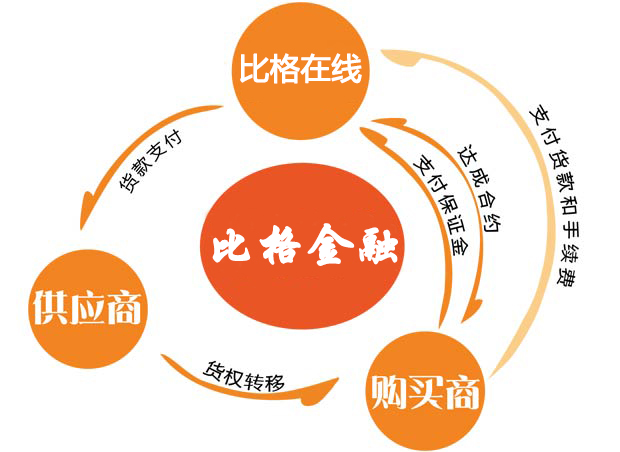 比格在线
货款支付
达成合约
支付保证金
支付货款和手续费
比格金融
供应商
货权转移
购买商